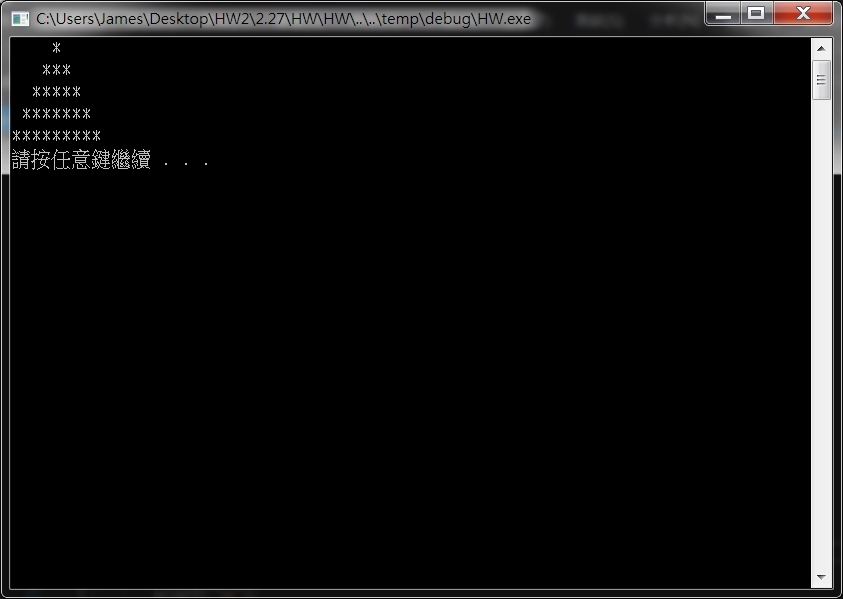 C:\Users\James\Desktop\HW2\2.27\HW\HW\..\..\temp\debug\HW.exe
    *
   ***
  *****
 *******
*********
請按任意鍵繼續 . . .